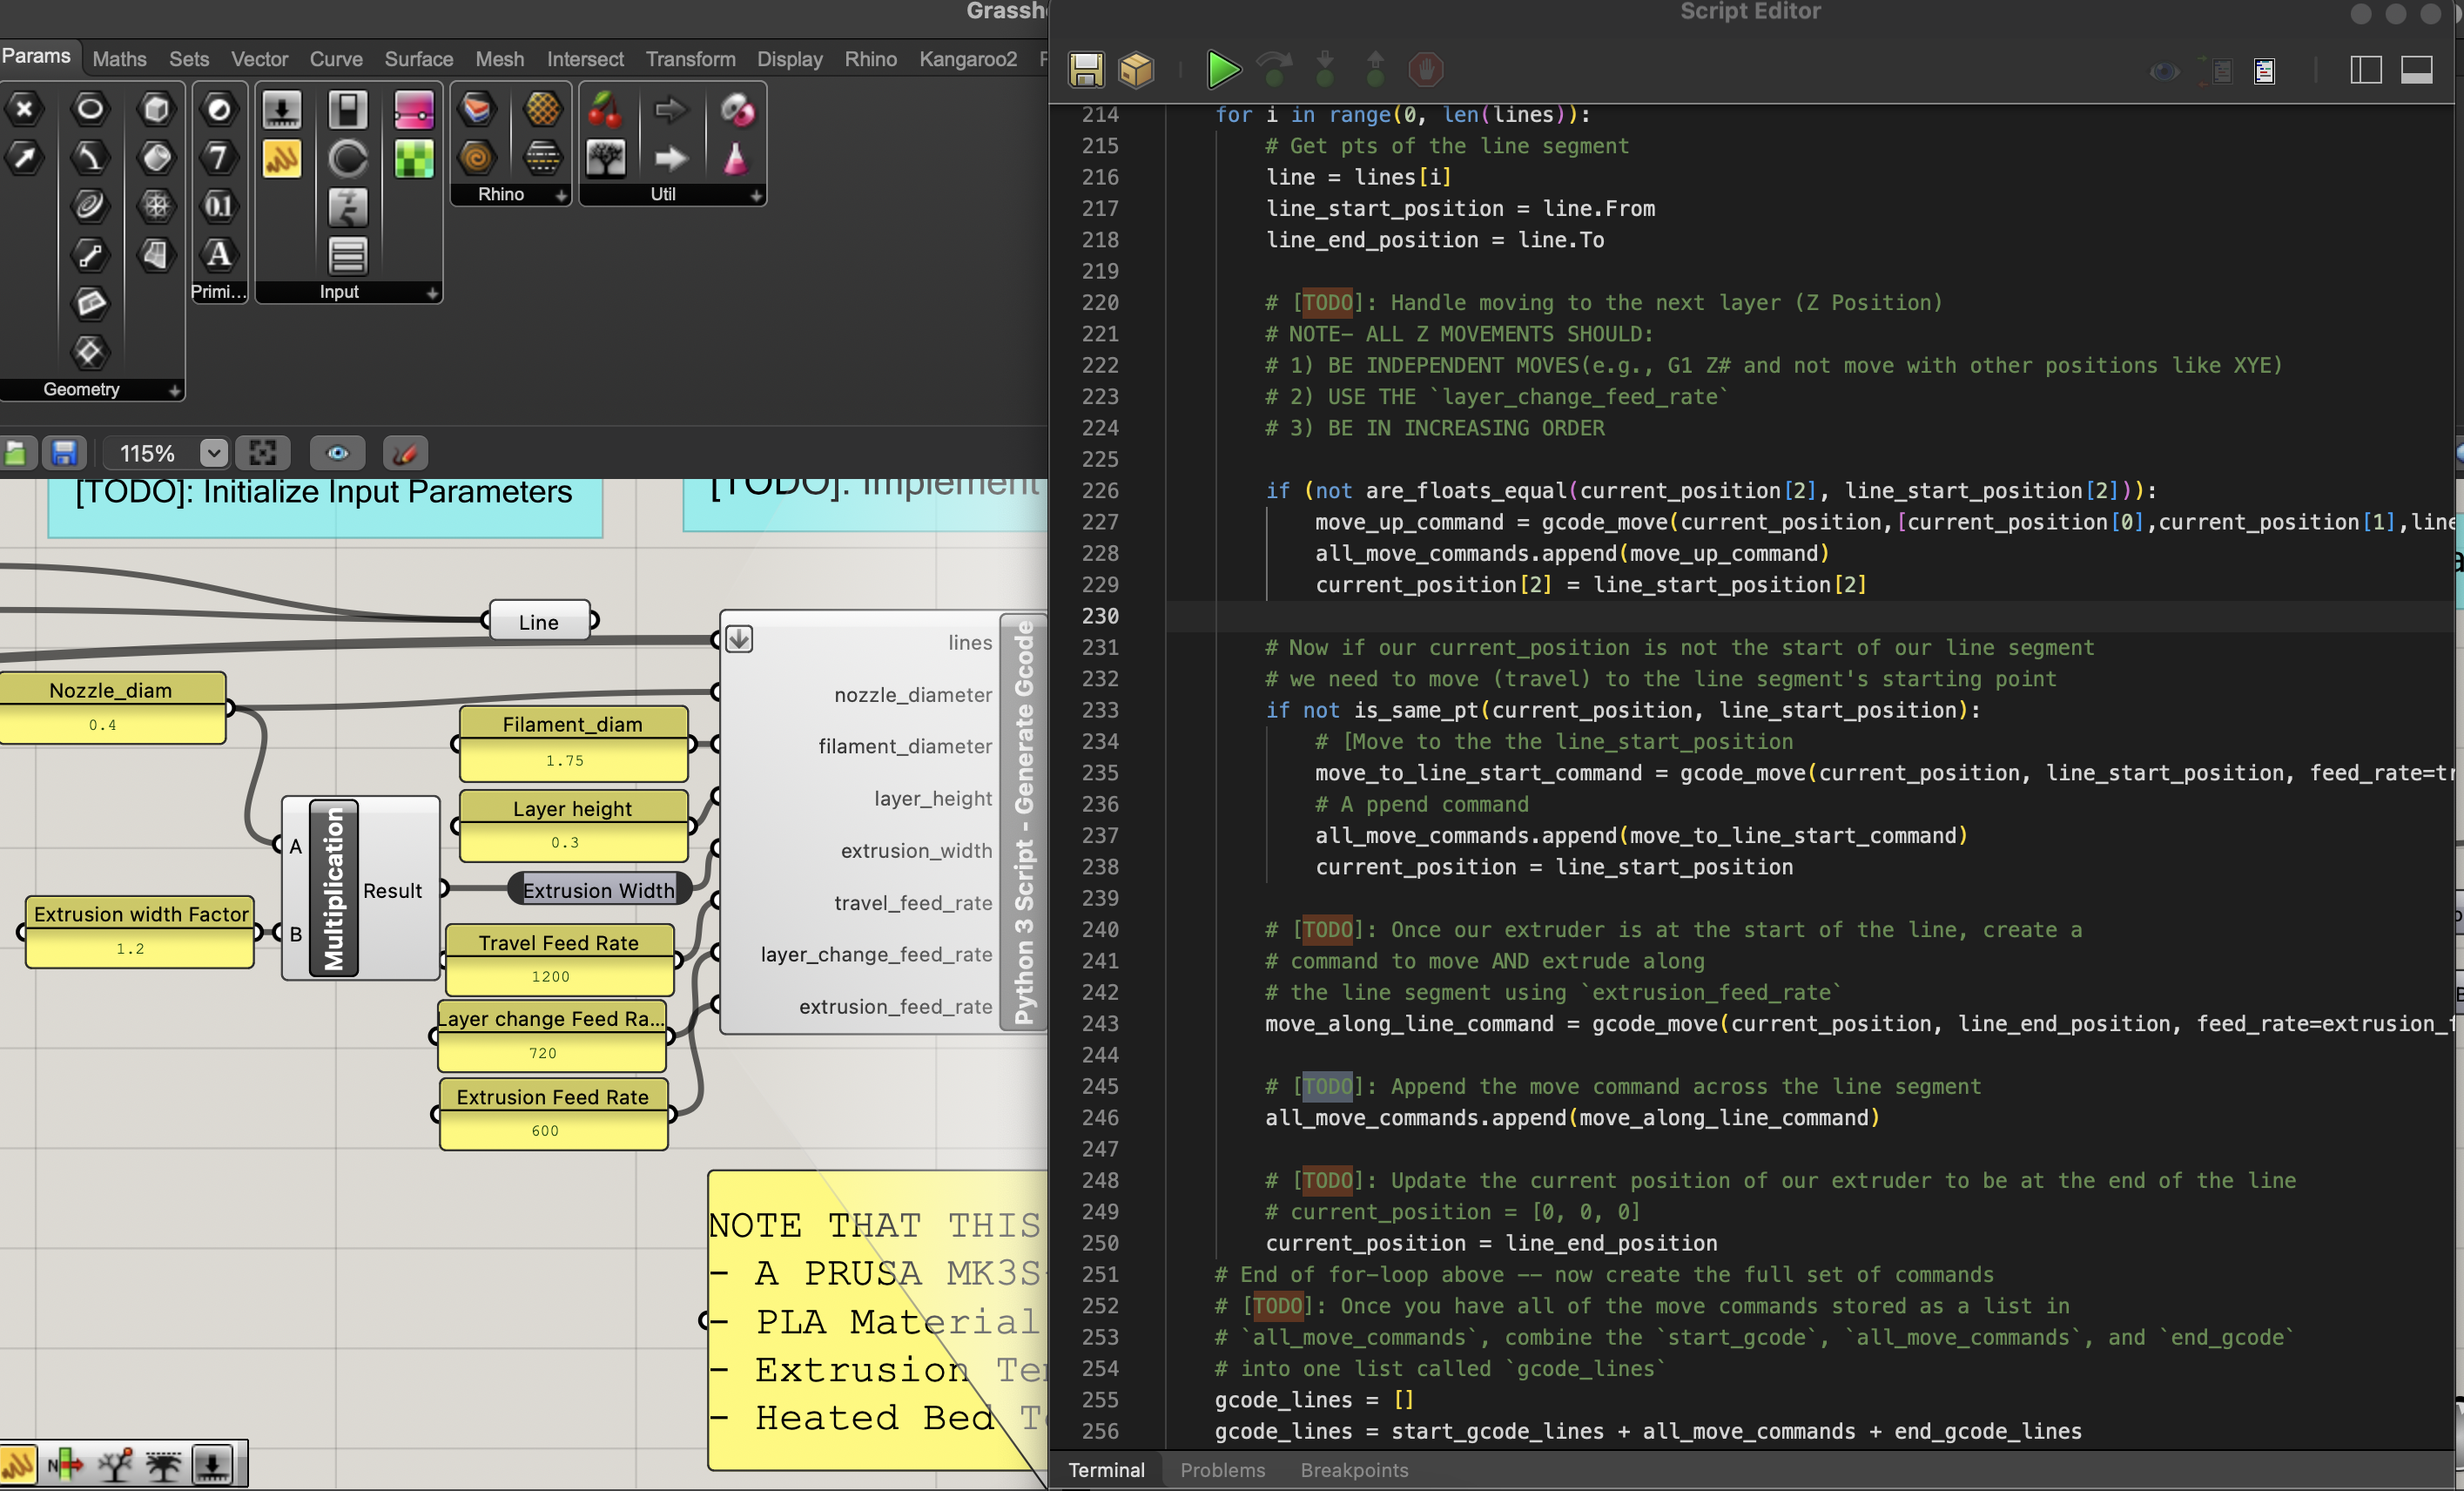 Grassh
Params Maths Sets Vector Curve Surface Mesh Intersect Transform Display Rhino Kangaroo2
Geometry
Primi...
Input
Rhino
Util
115%
[TODO]: Initialize Input Parameters
[TODO]: Implement
Line
Nozzle_diam
0.4
Filament_diam
1.75
Layer height
0.3
A
B
Multiplication
Result
Extrusion Width
Extrusion width Factor
1.2
Travel Feed Rate
1200
Layer change Feed Ra...
720
Extrusion Feed Rate
600
lines
nozzle_diameter
filament_diameter
layer_height
extrusion_width
travel_feed_rate
layer_change_feed_rate
extrusion_feed_rate
Python 3 Script - Generate Gcode
NOTE THAT THIS
- A PRUSA MK3S
- PLA Material
- Extrusion Te
- Heated Bed T
Script Editor
214 for i in range(0, len(lines)):
215 # Get pts of the line segment
216 line = lines[i]
217 line_start_position = line.From
218 line_end_position = line.To
219
220 # [TODO]: Handle moving to the next layer (Z Position)
221 # NOTE- ALL Z MOVEMENTS SHOULD:
222 # 1) BE INDEPENDENT MOVES(e.g., G1 Z# and not move with other positions like XYE)
223 # 2) USE THE `layer_change_feed_rate`
224 # 3) BE IN INCREASING ORDER
225
226 if (not are_floats_equal(current_position[2], line_start_position[2])):
227 move_up_command = gcode_move(current_position,[current_position[0],current_position[1],line
228 all_move_commands.append(move_up_command)
229 current_position[2] = line_start_position[2]
230
231 # Now if our current_position is not the start of our line segment
232 # we need to move (travel) to the line segment's starting point
233 if not is_same_pt(current_position, line_start_position):
234 # [Move to the the line_start_position
235 move_to_line_start_command = gcode_move(current_position, line_start_position, feed_rate=tr
236 # A ppend command
237 all_move_commands.append(move_to_line_start_command)
238 current_position = line_start_position
239
240 # [TODO]: Once our extruder is at the start of the line, create a
241 # command to move AND extrude along
242 # the line segment using `extrusion_feed_rate`
243 move_along_line_command = gcode_move(current_position, line_end_position, feed_rate=extrusion_
244
245 # [TODO]: Append the move command across the line segment
246 all_move_commands.append(move_along_line_command)
247
248 # [TODO]: Update the current position of our extruder to be at the end of the line
249 # current_position = [0, 0, 0]
250 current_position = line_end_position
251 # End of for-loop above -- now create the full set of commands
252 # [TODO]: Once you have all of the move commands stored as a list in
253 # `all_move_commands`, combine the `start_gcode`, `all_move_commands`, and `end_gcode`
254 # into one list called `gcode_lines`
255 gcode_lines = []
256 gcode_lines = start_gcode_lines + all_move_commands + end_gcode_lines
Terminal Problems Breakpoints